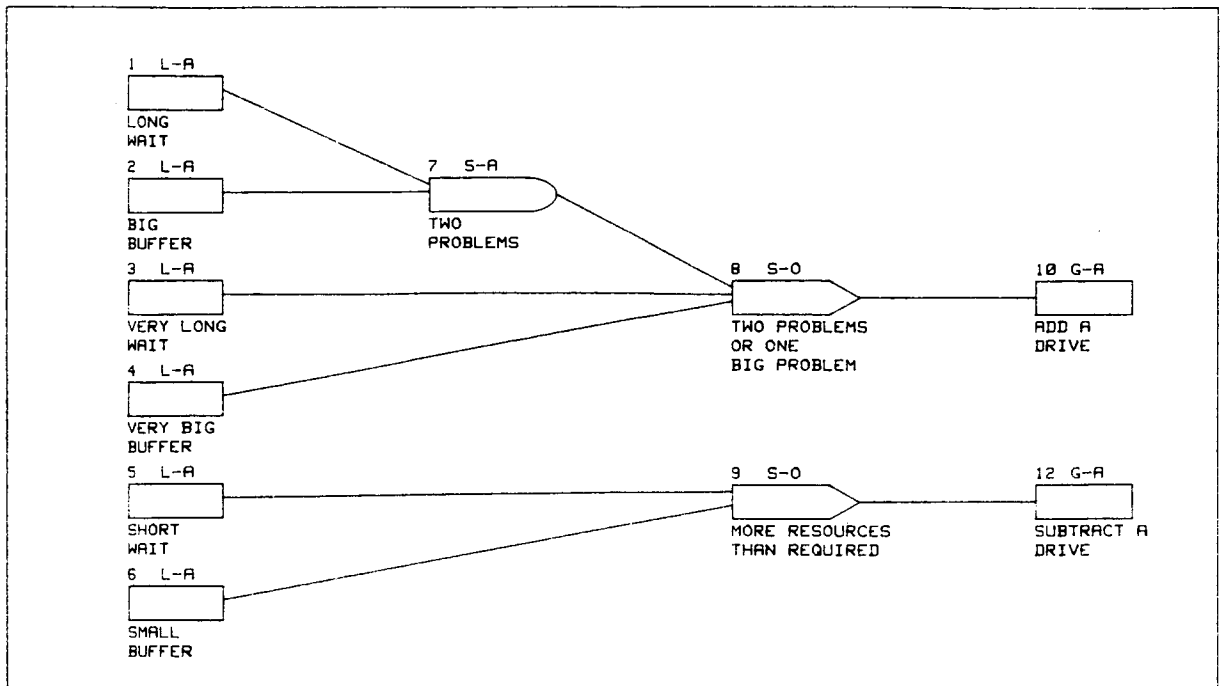 1 L-A
LONG
WAIT
2 L-A
BIG
BUFFER
7 S-A
TWO
PROBLEMS
3 L-A
VERY LONG
WAIT
8 S-O
TWO PROBLEMS
OR ONE
BIG PROBLEM
10 G-A
ADD A
DRIVE
4 L-A
VERY BIG
BUFFER
5 L-A
SHORT
WAIT
9 S-O
MORE RESOURCES
THAN REQUIRED
12 G-A
SUBTRACT A
DRIVE
6 L-A
SMALL
BUFFER